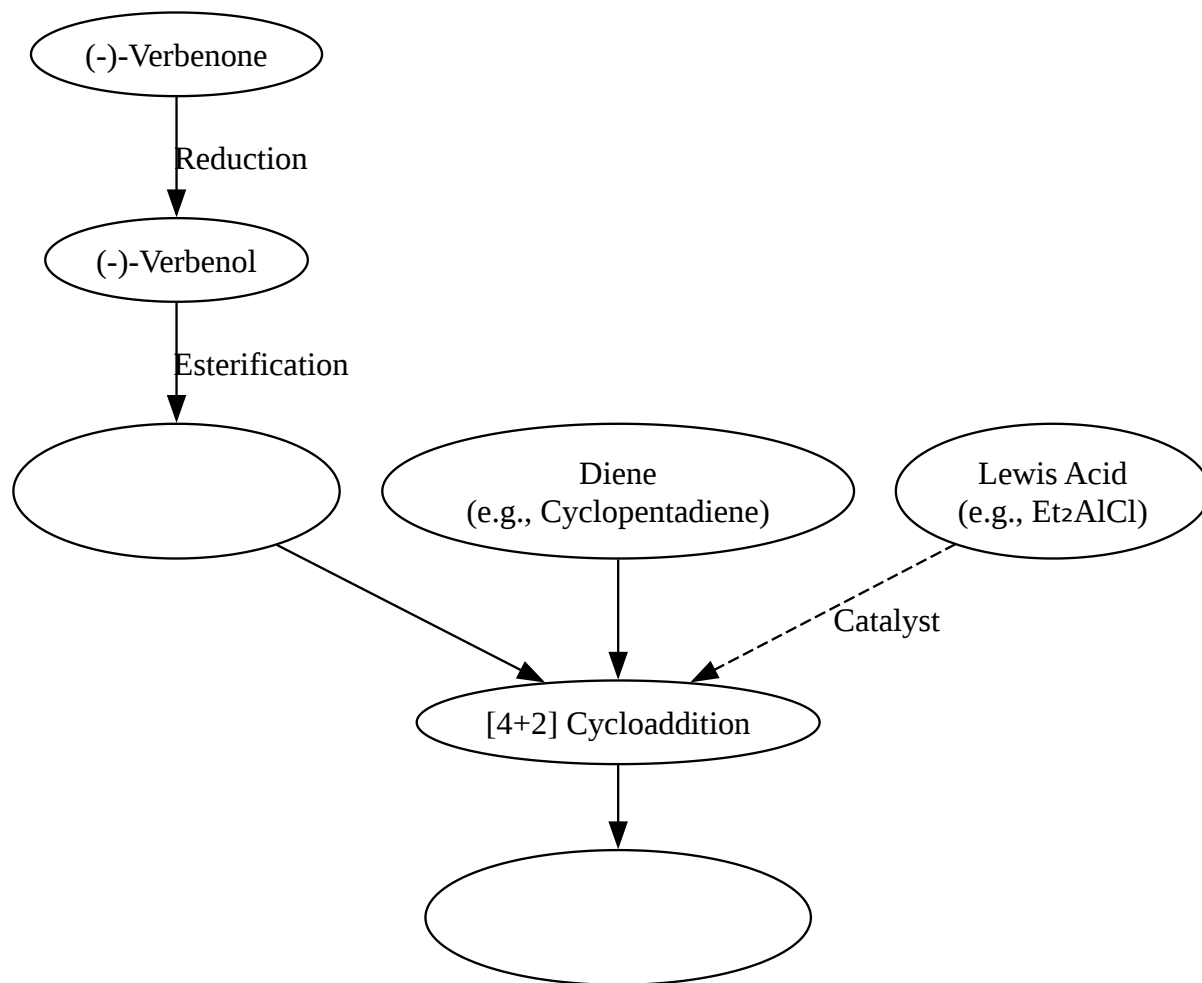 (-)-Verbenone
Reduction
(-)-Verbenol
Esterification
Diene
(e.g., Cyclopentadiene)
Lewis Acid
(e.g., Et₂AlCl)
Catalyst
[4+2] Cycloaddition